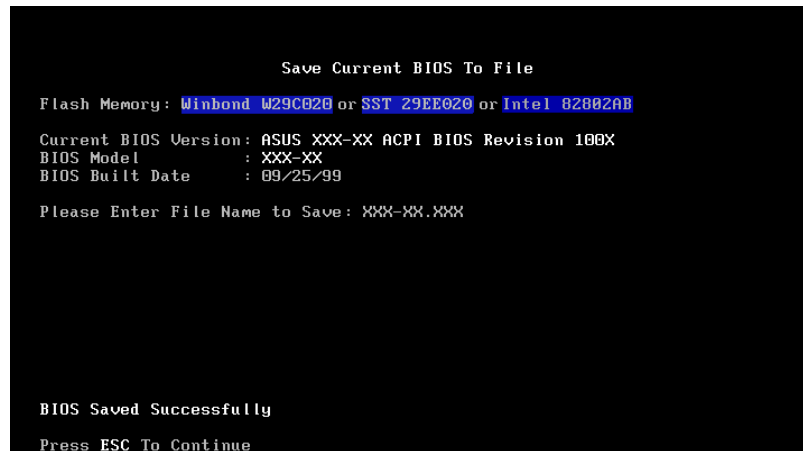 Save Current BIOS To File
Flash Memory: Winbond W29C020 or SST 29EE020 or Intel 82802AB
Current BIOS Version: ASUS XXX-XX ACPI BIOS Revision 100X
BIOS Model : XXX-XX
BIOS Built Date : 09/25/99
Please Enter File Name to Save: XXX-XX.XXX
BIOS Saved Successfully
Press ESC To Continue